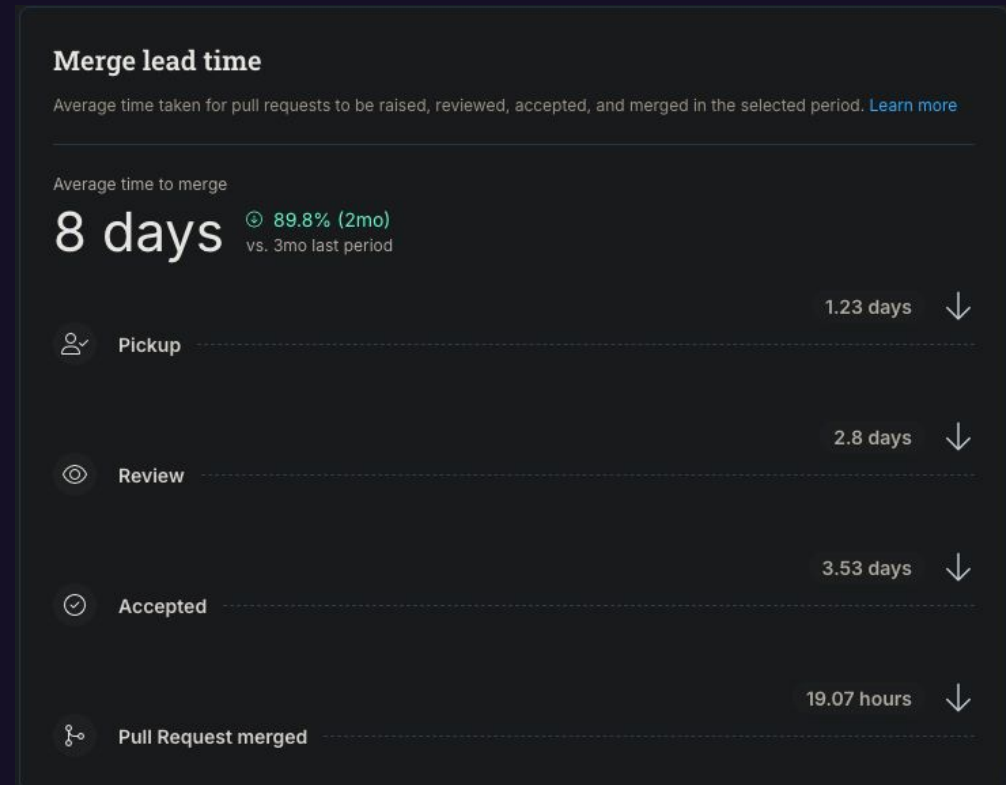 Merge lead time
Average time taken for pull requests to be raised, reviewed, accepted, and merged in the selected period. Learn more
Average time to merge
8 days
89.8% (2mo)
vs. 3mo last period
1.23 days
Pickup
2.8 days
Review
3.53 days
Accepted
19.07 hours
Pull Request merged